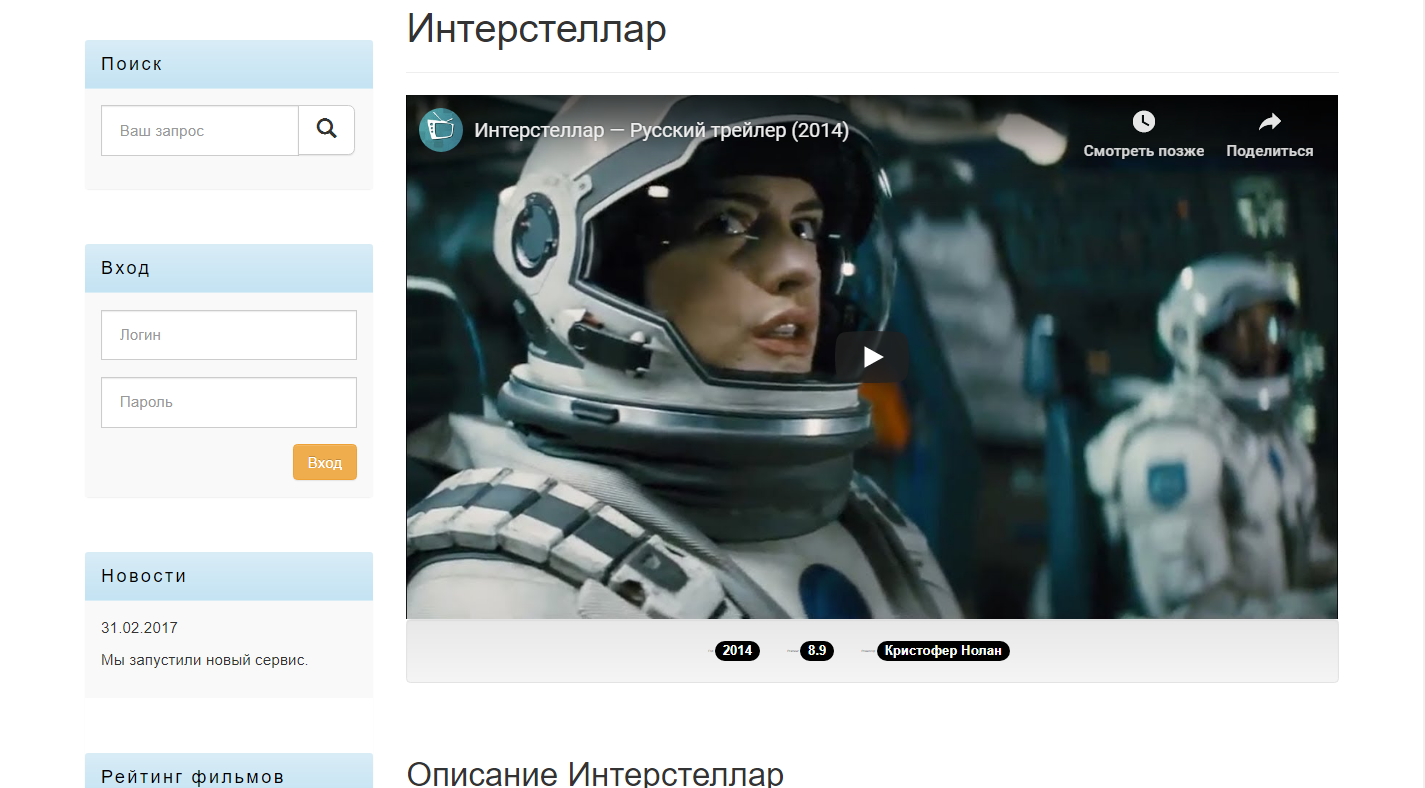 Поиск
Ваш запрос
Вход
Логин
Пароль
Вход
Новости
31.02.2017
Мы запустили новый сервис.
Рейтинг фильмов
Интерстеллар
Интерстеллар — Русский трейлер (2014)
Смотреть позже
Поделиться
2014 8.9 Кристофер Нолан
Описание Интерстеллар